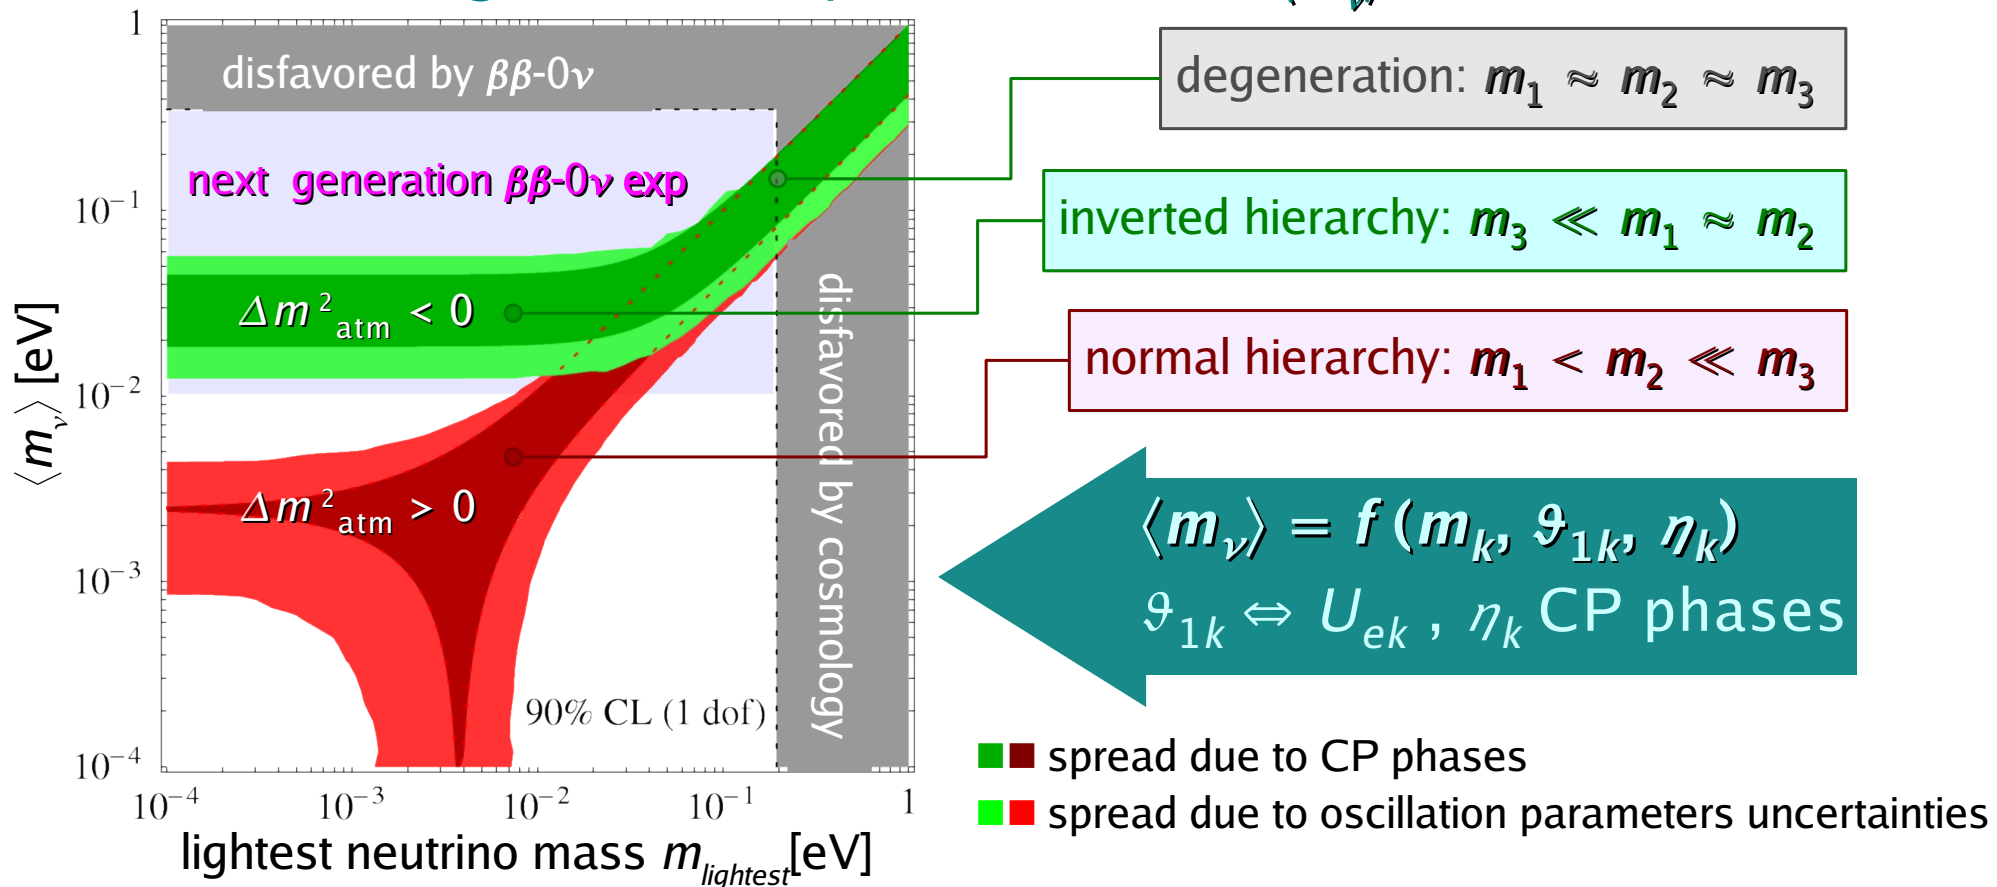 1
disfavored by ββ-0ν
next generation ββ-0ν exp
10⁻¹
Δm²atm < 0
10⁻²
Δm²atm > 0
10⁻³
90% CL (1 dof)
10⁻⁴
disfavored by cosmology
⟨mν⟩ [eV]
10⁻⁴ 10⁻³ 10⁻² 10⁻¹ 1
lightest neutrino mass mlightest[eV]
degeneration: m₁ ≈ m₂ ≈ m₃
inverted hierarchy: m₃ ≪ m₁ ≈ m₂
normal hierarchy: m₁ < m₂ ≪ m₃
⟨mν⟩ = f (mk, ϑ1k, ηk)
ϑ1k ⇔ Uek , ηk CP phases
spread due to CP phases
spread due to oscillation parameters uncertainties